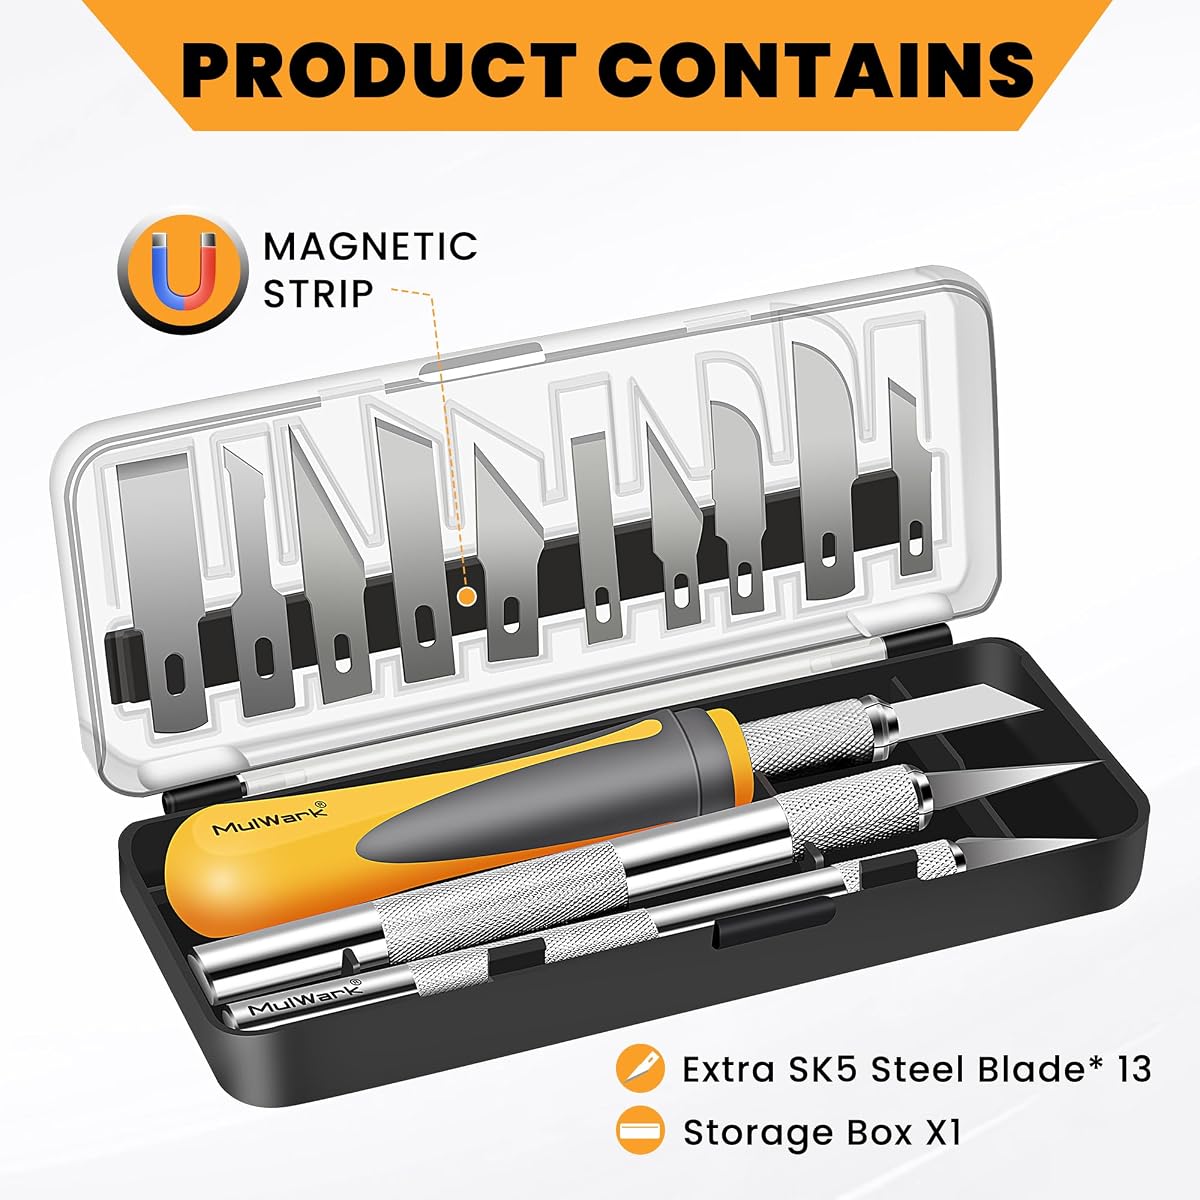 PRODUCT CONTAINS
MAGNETIC
STRIP
MulWark®
MulWark®
Extra SK5 Steel Blade* 13
Storage Box X1